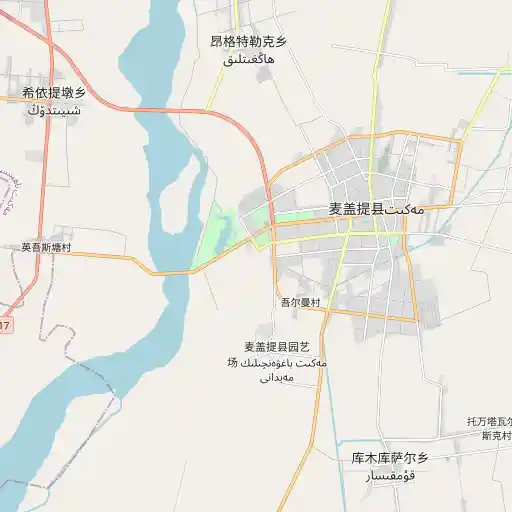 昂格特勒克乡
ھاڭغىتلىق
希依提墩乡
شىيىتدۆڭ
麦盖提县مەكىت
英吾斯塘村
吾尔曼村
17
麦盖提县园艺
场 مەكىت باغۋەنچىلىك
مەيدانى
托万塔瓦尔
斯克村
库木库萨尔乡
قۇمقىسار